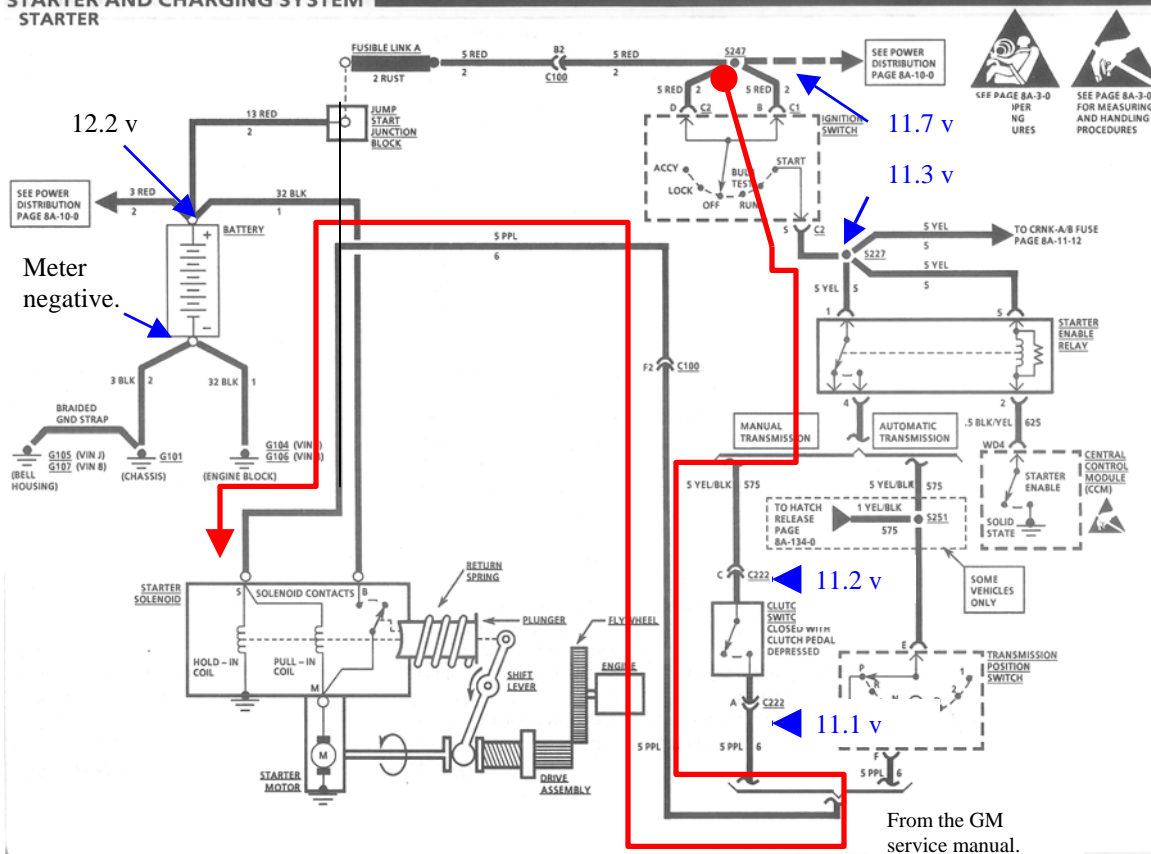 STARTER AND CHARGING SYSTEM
STARTER
FUSIBLE LINK A
2 RUST
5 RED
2
B2
C100
5 RED
2
S247
SEE POWER
DISTRIBUTION
PAGE 8A-10-0
SEE PAGE 8A-3-0
SEE PAGE 8A-3-0
FOR MEASURING
AND HANDLING
PROCEDURES
5 RED
2
5 RED
2
D
C2
B
C1
IGNITION
SWITCH
11.7 v
11.3 v
ACCY
LOCK
OFF
BULB
TEST
RUN
START
S
C2
12.2 v
13 RED
2
JUMP
START
JUNCTION
BLOCK
SEE POWER
DISTRIBUTION
PAGE 8A-10-0
3 RED
2
32 BLK
1
+
BATTERY
-
Meter
negative.
5 PPL
6
5 YEL
5
TO CRNK-A/B FUSE
PAGE 8A-11-12
S227
5 YEL
5
5 YEL
5
1
5
STARTER
ENABLE
RELAY
4
2
F2
C100
3 BLK
2
32 BLK
1
BRAIDED
GND STRAP
G105 (VIN J)
G107 (VIN 8)
(BELL
HOUSING)
G101
(CHASSIS)
G104 (VIN
G106 (VIN
(ENGINE BLOCK)
MANUAL
TRANSMISSION
AUTOMATIC
TRANSMISSION
.5 BLK/YEL
625
WD4
STARTER
ENABLE
SOLID
STATE
CENTRAL
CONTROL
MODULE
(CCM)
5 YEL/BLK
575
5 YEL/BLK
575
TO HATCH
RELEASE
PAGE
8A-134-0
1 YEL/BLK
575
S251
SOME
VEHICLES
ONLY
C
C222
11.2 v
CLUTC
SWITC
CLOSED WITH
CLUTCH PEDAL
DEPRESSED
A
C222
11.1 v
5 PPL
6
E
TRANSMISSION
POSITION
SWITCH
P
R
N
D
2
1
F
5 PPL
6
STARTER
SOLENOID
S
SOLENOID CONTACTS
B
HOLD – IN
COIL
PULL – IN
COIL
M
RETURN
SPRING
PLUNGER
FLYWHEEL
ENGINE
SHIFT
LEVER
M
STARTER
MOTOR
DRIVE
ASSEMBLY
5 PPL
From the GM
service manual.